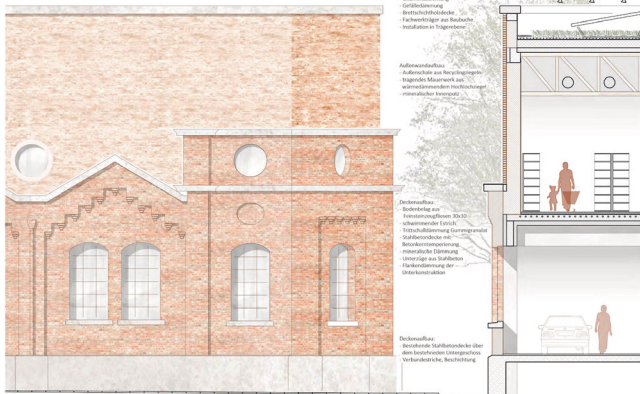 - Gefälledämmung
- Brettschichtholzdecke
- Fachwerkträger aus Baubuche
- Installation in Trägerebene
Außenwandaufbau:
- Außenschale aus Recyclingziegeln
- tragendes Mauerwerk aus
wärmedämmendem Hochlochziegel
- mineralischer Innenputz
Deckenaufbau:
- Bodenbelag aus
Feinsteinzeugfliesen 30x30
- schwimmender Estrich
- Trittschalldämmung Gummigranulat
- Stahlbetondecke mit
Betonkerntemperierung
- mineralische Dämmung
- Unterzüge aus Stahlbeton
- Flankendämmung der
Unterkonstruktion
Deckenaufbau:
- Bestehende Stahlbetondecke über
dem bestehenden Untergeschoss
- Verbundestriche, Beschichtung